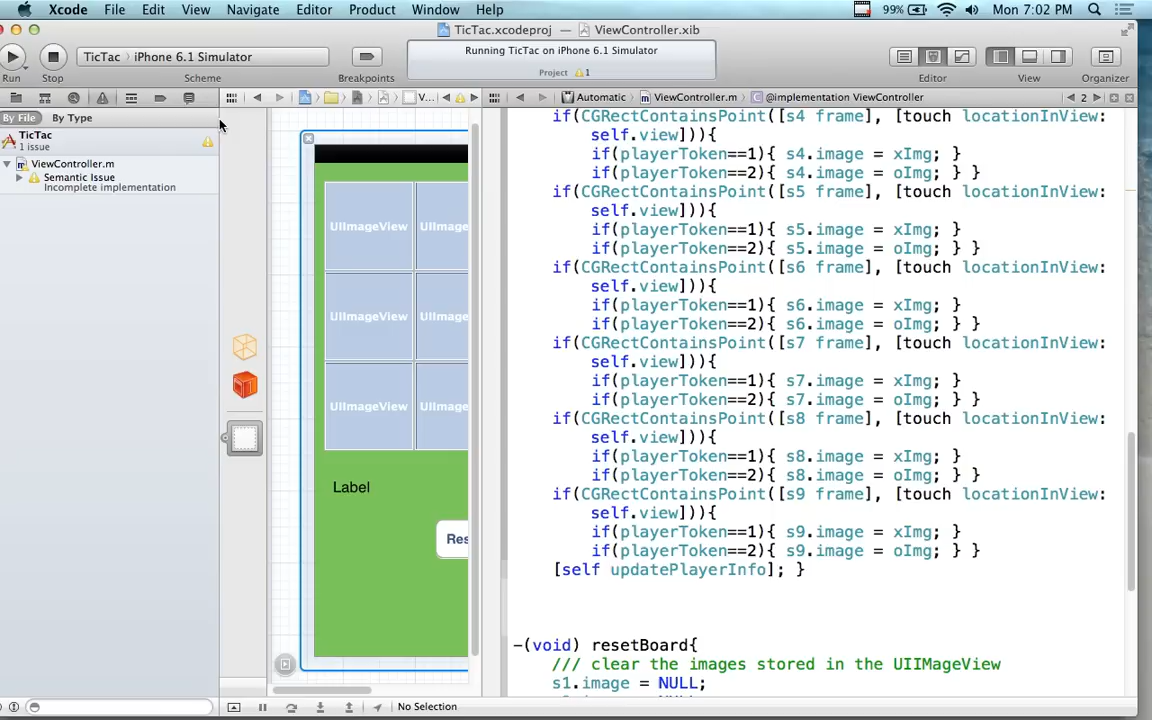 Xcode File Edit View Navigate Editor Product Window Help 99% Mon 7:02 PM
TicTac.xcodeproj — ViewController.xib
TicTac iPhone 6.1 Simulator
Running TicTac on iPhone 6.1 Simulator
Project 1
Run Stop Scheme Breakpoints Editor View Organizer
V...
Automatic ViewController.m @implementation ViewController 2
By File By Type
TicTac
1 issue
ViewController.m
Semantic Issue
Incomplete implementation
UIImageView UIImageV
UIImageView UIImageV
UIImageView UIImageV
Label
Res
if(CGRectContainsPoint([s4 frame], [touch locationInView:
self.view])){
if(playerToken==1){ s4.image = xImg; }
if(playerToken==2){ s4.image = oImg; } }
if(CGRectContainsPoint([s5 frame], [touch locationInView:
self.view])){
if(playerToken==1){ s5.image = xImg; }
if(playerToken==2){ s5.image = oImg; } }
if(CGRectContainsPoint([s6 frame], [touch locationInView:
self.view])){
if(playerToken==1){ s6.image = xImg; }
if(playerToken==2){ s6.image = oImg; } }
if(CGRectContainsPoint([s7 frame], [touch locationInView:
self.view])){
if(playerToken==1){ s7.image = xImg; }
if(playerToken==2){ s7.image = oImg; } }
if(CGRectContainsPoint([s8 frame], [touch locationInView:
self.view])){
if(playerToken==1){ s8.image = xImg; }
if(playerToken==2){ s8.image = oImg; } }
if(CGRectContainsPoint([s9 frame], [touch locationInView:
self.view])){
if(playerToken==1){ s9.image = xImg; }
if(playerToken==2){ s9.image = oImg; } }
[self updatePlayerInfo]; }
-(void) resetBoard{
/// clear the images stored in the UIIMageView
s1.image = NULL;
No Selection